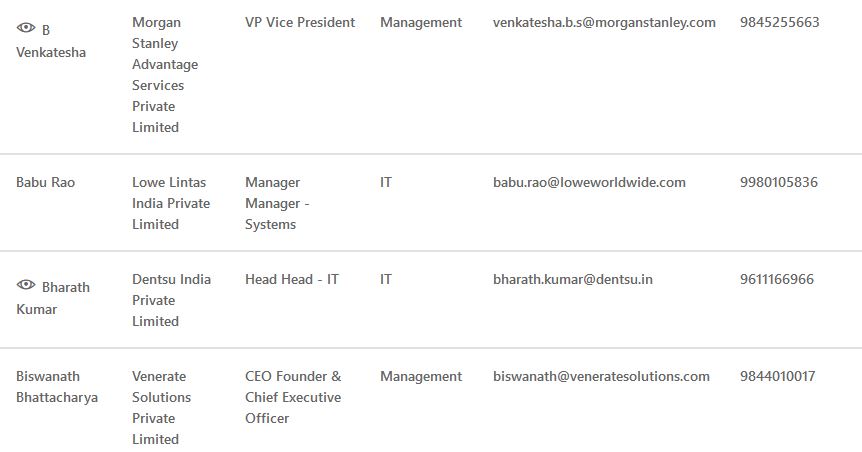 B Venkatesha
Morgan Stanley Advantage Services Private Limited
VP Vice President
Management
venkatesha.b.s@morganstanley.com
9845255663
Babu Rao
Lowe Lintas India Private Limited
Manager Manager - Systems
IT
babu.rao@loweworldwide.com
9980105836
Bharath Kumar
Dentsu India Private Limited
Head Head - IT
IT
bharath.kumar@dentsu.in
9611166966
Biswanath Bhattacharya
Venerate Solutions Private Limited
CEO Founder & Chief Executive Officer
Management
biswanath@veneratesolutions.com
9844010017